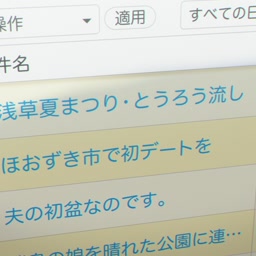 操作 適用 すべての日
件名
浅草夏まつり・とうろう流し
ほおずき市で初デートを
夫の初盆なのです。
の娘を晴れた公園に連…